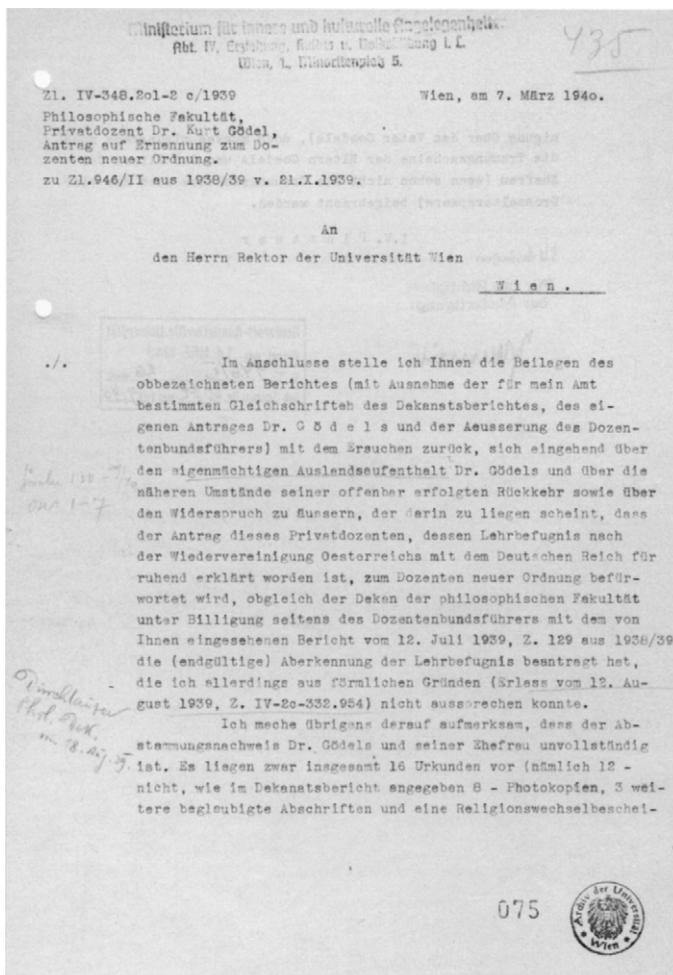 Ministerium für innere und kulturelle Angelegenheiten
Abt. IV, Erziehung, Kultus u. Volksbildung i. L.
Wien, 1., Minoritenplatz 5.
435
Zl. IV-348.2o1-2 c/1939
Wien, am 7. März 194o.
Philosophische Fakultät,
Privatdozent Dr. Kurt Gödel,
Antrag auf Ernennung zum Do-
zenten neuer Ordnung.
zu Zl.946/II aus 1938/39 v. 21.X.1939.
An
den Herrn Rektor der Universität Wien
W i e n .
./.
Im Anschlusse stelle ich Ihnen die Beilagen des
obbezeichneten Berichtes (mit Ausnahme der für mein Amt
bestimmten Gleichschriften des Dekanatsberichtes, des ei-
genen Antrages Dr. G ö d e l s und der Aeusserung des Dozen-
tenbundsführers) mit dem Ersuchen zurück, sich eingehend über
den eigenmächtigen Auslandsaufenthalt Dr. Gödels und über die
näheren Umstände seiner offenbar erfolgten Rückkehr sowie über
den Widerspruch zu äussern, der darin zu liegen scheint, dass
der Antrag dieses Privatdozenten, dessen Lehrbefugnis nach
der Wiedervereinigung Oesterreichs mit dem Deutschen Reich für
ruhend erklärt worden ist, zum Dozenten neuer Ordnung befür-
wortet wird, obgleich der Dekan der philosophischen Fakultät
unter Billigung seitens des Dozentenbundsführers mit dem von
Ihnen eingesehenen Bericht vom 12. Juli 1939, Z. 129 aus 1938/39
die (endgültige) Aberkennung der Lehrbefugnis beantragt hat,
die ich allerdings aus förmlichen Gründen (Erlass vom 12. Au-
gust 1939, Z. IV-2c-332.954) nicht aussprechen konnte.
Ich mache übrigens darauf aufmerksam, dass der Ab-
stammungsnachweis Dr. Gödels und seiner Ehefrau unvollständig
ist. Es liegen zwar insgesamt 16 Urkunden vor (nämlich 12 -
nicht, wie im Dekanatsbericht angegeben 8 - Photokopien, 3 wei-
tere beglaubigte Abschriften und eine Religionswechselbeschei-
Phil. Dek.
075
Archiv der Universität
Wien